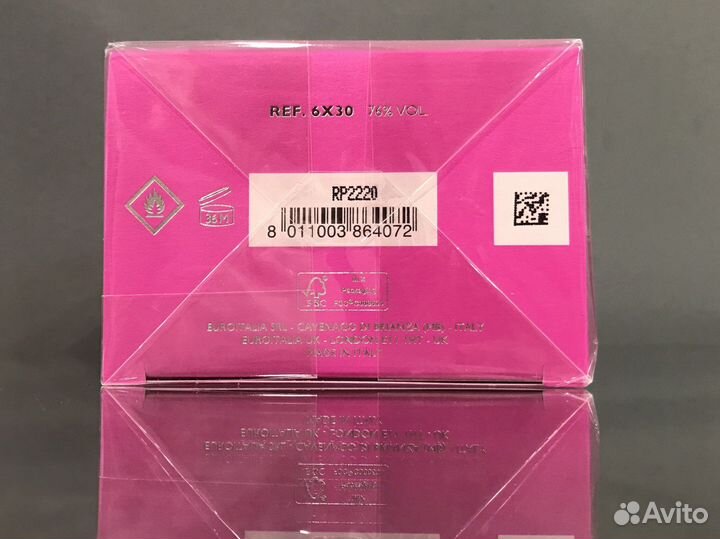 REF. 6X30 76% VOL.
RP2220
36M
8 011003 864072
FSC
EUROITALIA SRL - CAVENAGO DI BRIANZA (MB) - ITALY
EUROITALIA UK - LONDON - UK
MADE IN ITALY
Avito